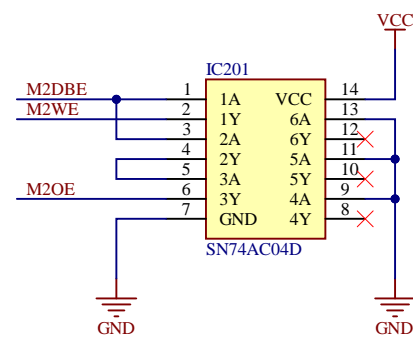 VCC
IC201
M2DBE 1 1A VCC 14
M2WE 2 1Y 6A 13
3 2A 6Y 12
4 2Y 5A 11
5 3A 5Y 10
M2OE 6 3Y 4A 9
7 GND 4Y 8
SN74AC04D
GND GND